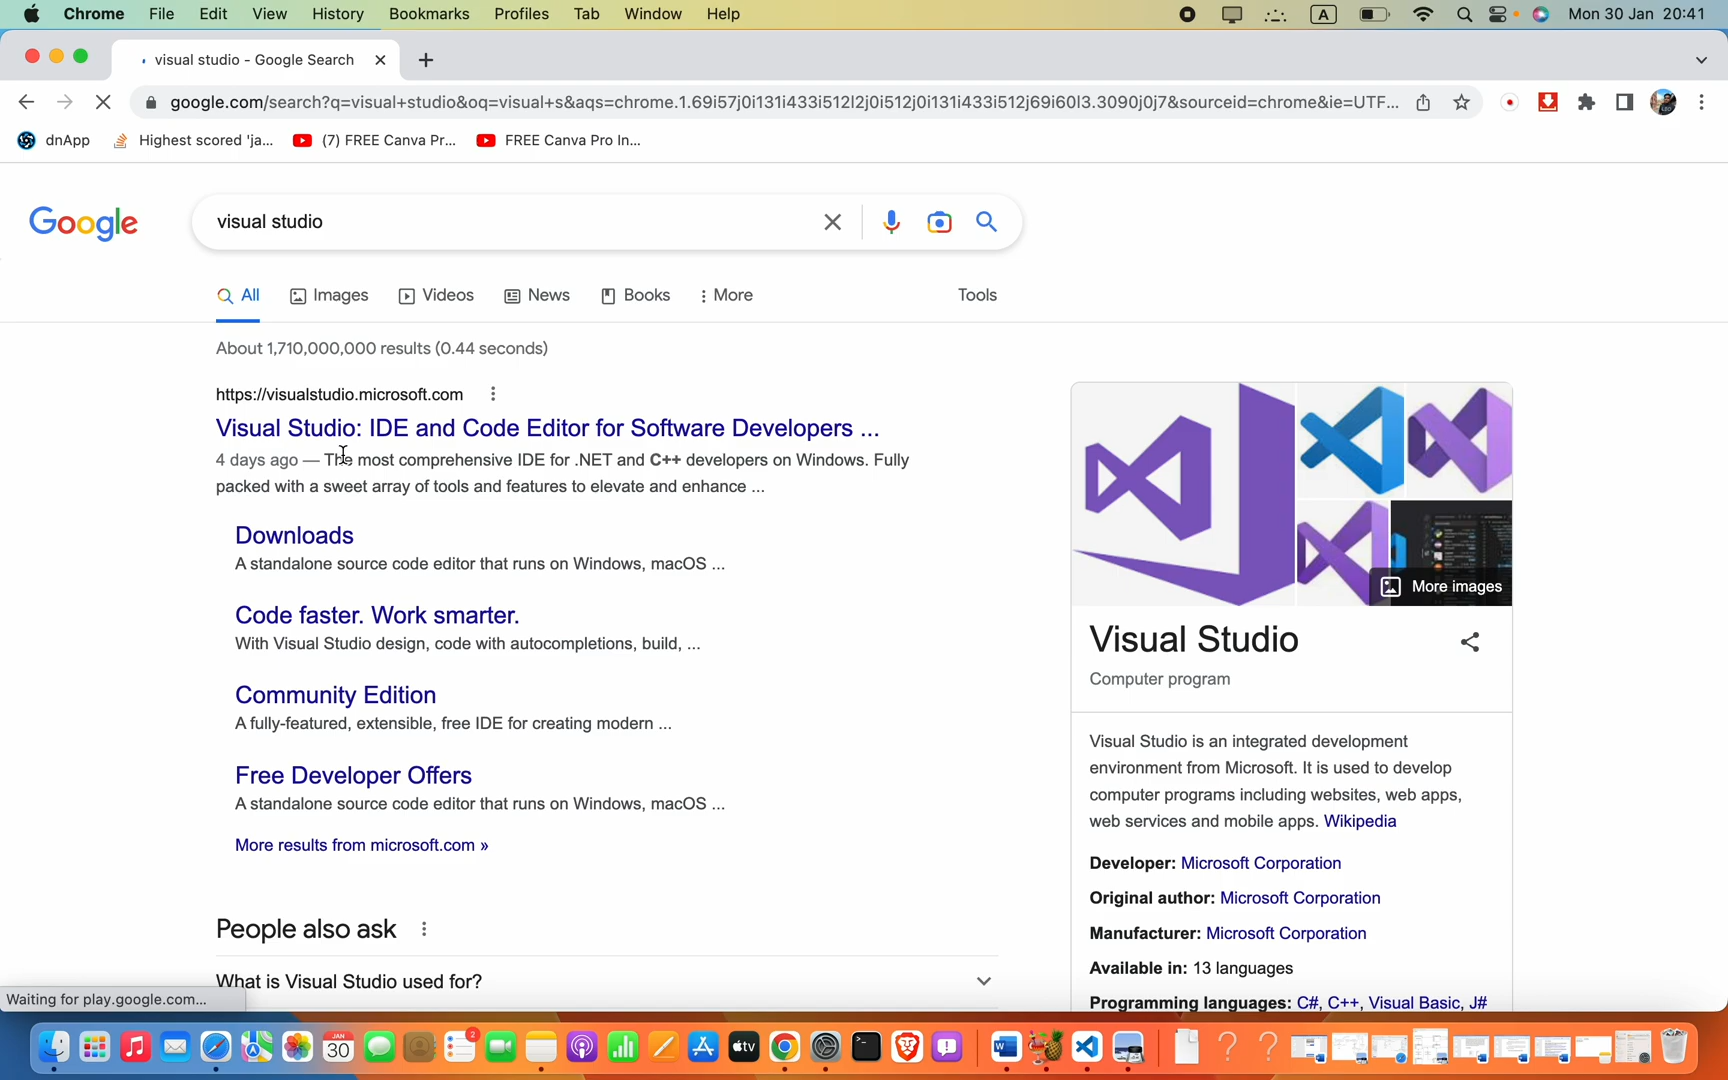 Chrome File Edit View History Bookmarks Profiles Tab Window Help A Mon 30 Jan 20:41
visual studio - Google Search
google.com/search?q=visual+studio&oq=visual+s&aqs=chrome.1.69i57j0i131i433i512l2j0i512j0i131i433i512j69i60l3.3090j0j7&sourceid=chrome&ie=UTF...
dnApp Highest scored 'ja... (7) FREE Canva Pr... FREE Canva Pro In...
Google visual studio
All Images Videos News Books More Tools
About 1,710,000,000 results (0.44 seconds)
https://visualstudio.microsoft.com
Visual Studio: IDE and Code Editor for Software Developers ...
4 days ago — The most comprehensive IDE for .NET and C++ developers on Windows. Fully
packed with a sweet array of tools and features to elevate and enhance ...
Downloads
A standalone source code editor that runs on Windows, macOS ...
Code faster. Work smarter.
With Visual Studio design, code with autocompletions, build, ...
Community Edition
A fully-featured, extensible, free IDE for creating modern ...
Free Developer Offers
A standalone source code editor that runs on Windows, macOS ...
More results from microsoft.com »
People also ask
What is Visual Studio used for?
More images
Visual Studio
Computer program
Visual Studio is an integrated development
environment from Microsoft. It is used to develop
computer programs including websites, web apps,
web services and mobile apps. Wikipedia
Developer: Microsoft Corporation
Original author: Microsoft Corporation
Manufacturer: Microsoft Corporation
Available in: 13 languages
Programming languages: C#, C++, Visual Basic, J#
Waiting for play.google.com...
JAN
30
2
tv
W